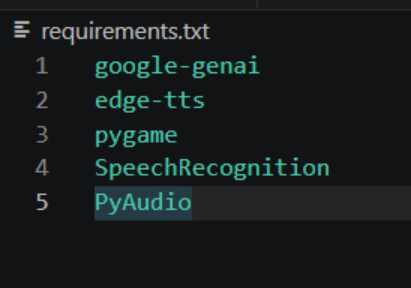 requirements.txt
1 google-genai
2 edge-tts
3 pygame
4 SpeechRecognition
5 PyAudio